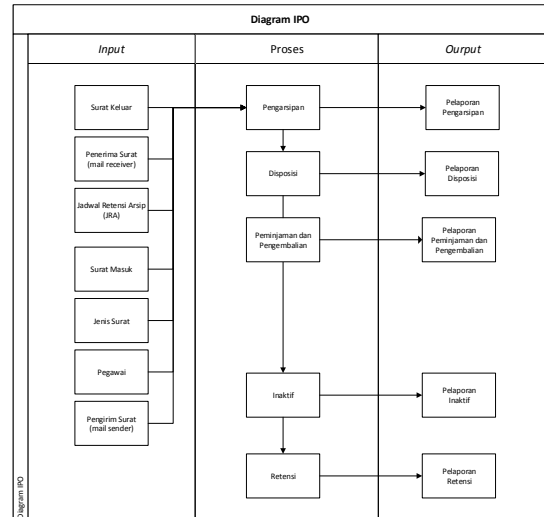 Diagram IPO
Input
Proses
Ourput
Surat Keluar
Pengarsipan
Pelaporan
Pengarsipan
Penerima Surat
(mail receiver)
Disposisi
Pelaporan
Disposisi
Jadwal Retensi Arsip
(JRA)
Peminjaman dan
Pengembalian
Pelaporan
Peminjaman dan
Pengembalian
Surat Masuk
Jenis Surat
Pegawai
Inaktif
Pelaporan
Inaktif
Pengirim Surat
(mail sender)
Retensi
Pelaporan
Retensi
Diagram IPO